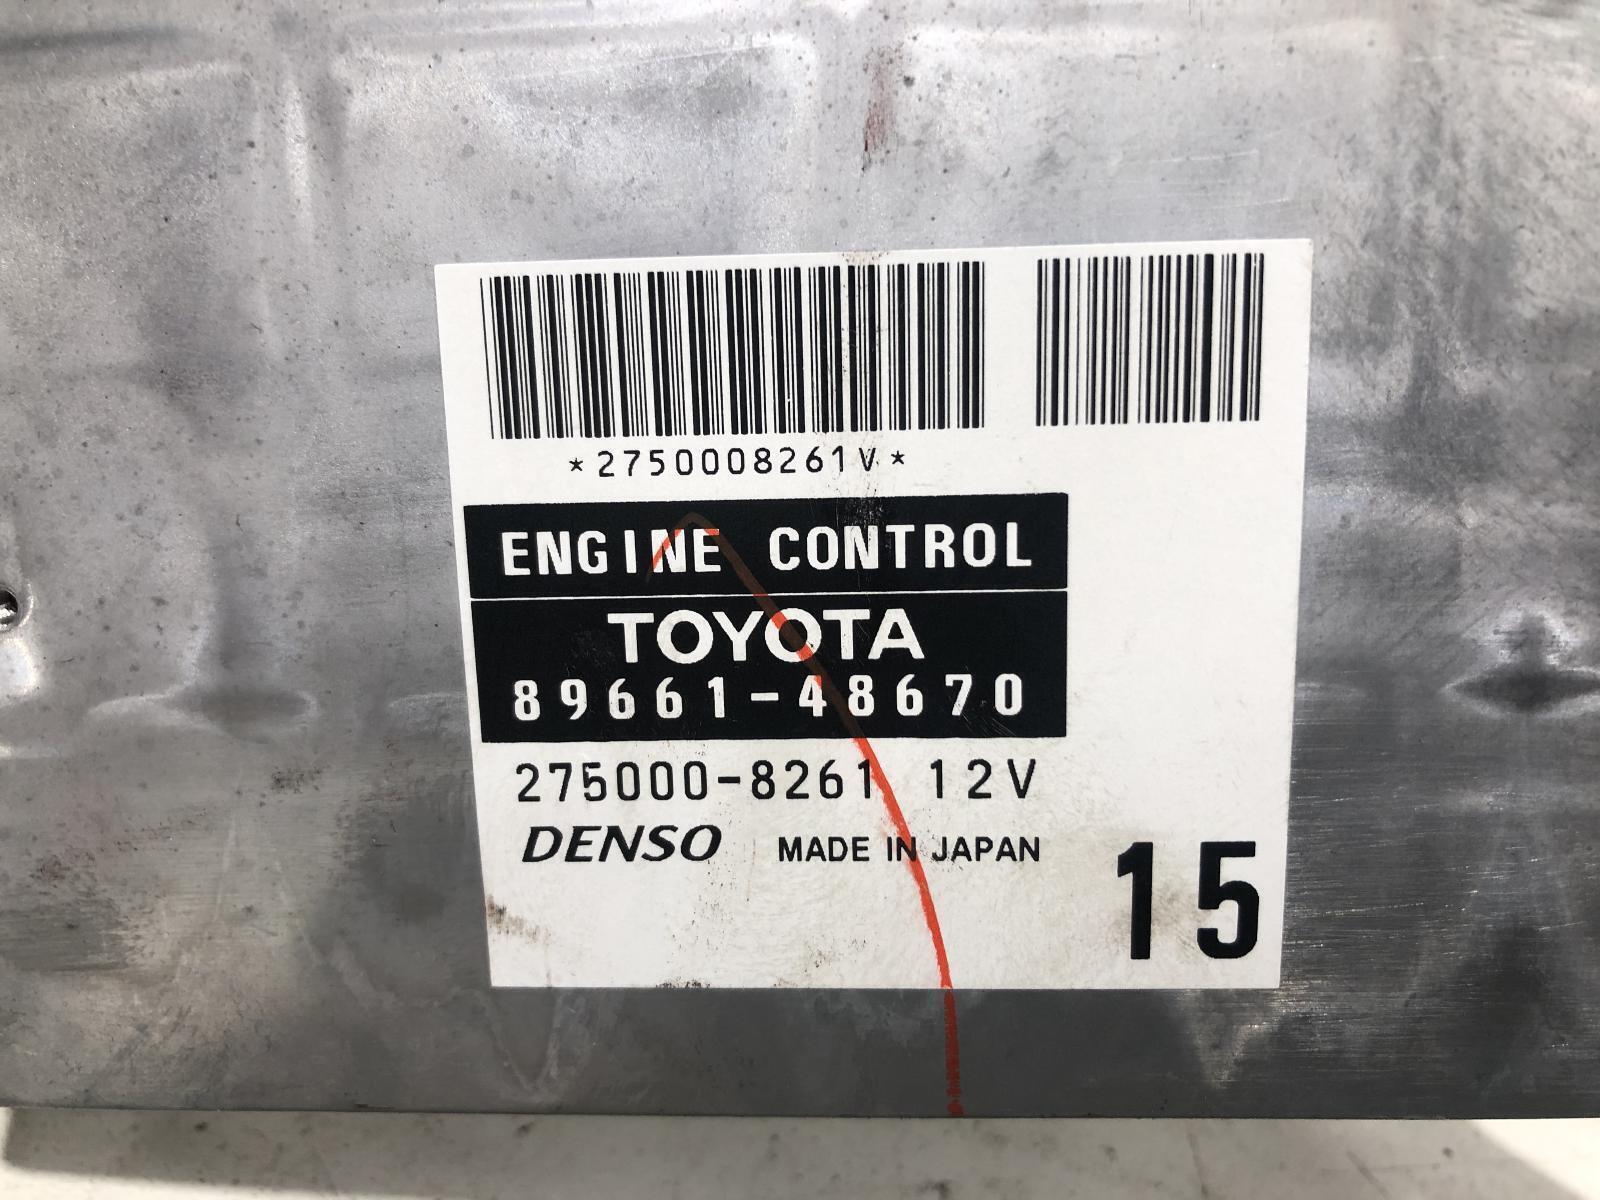 *2750008261V*
ENGINE CONTROL
TOYOTA
89661-48670
275000-8261 12V
DENSO MADE IN JAPAN
15